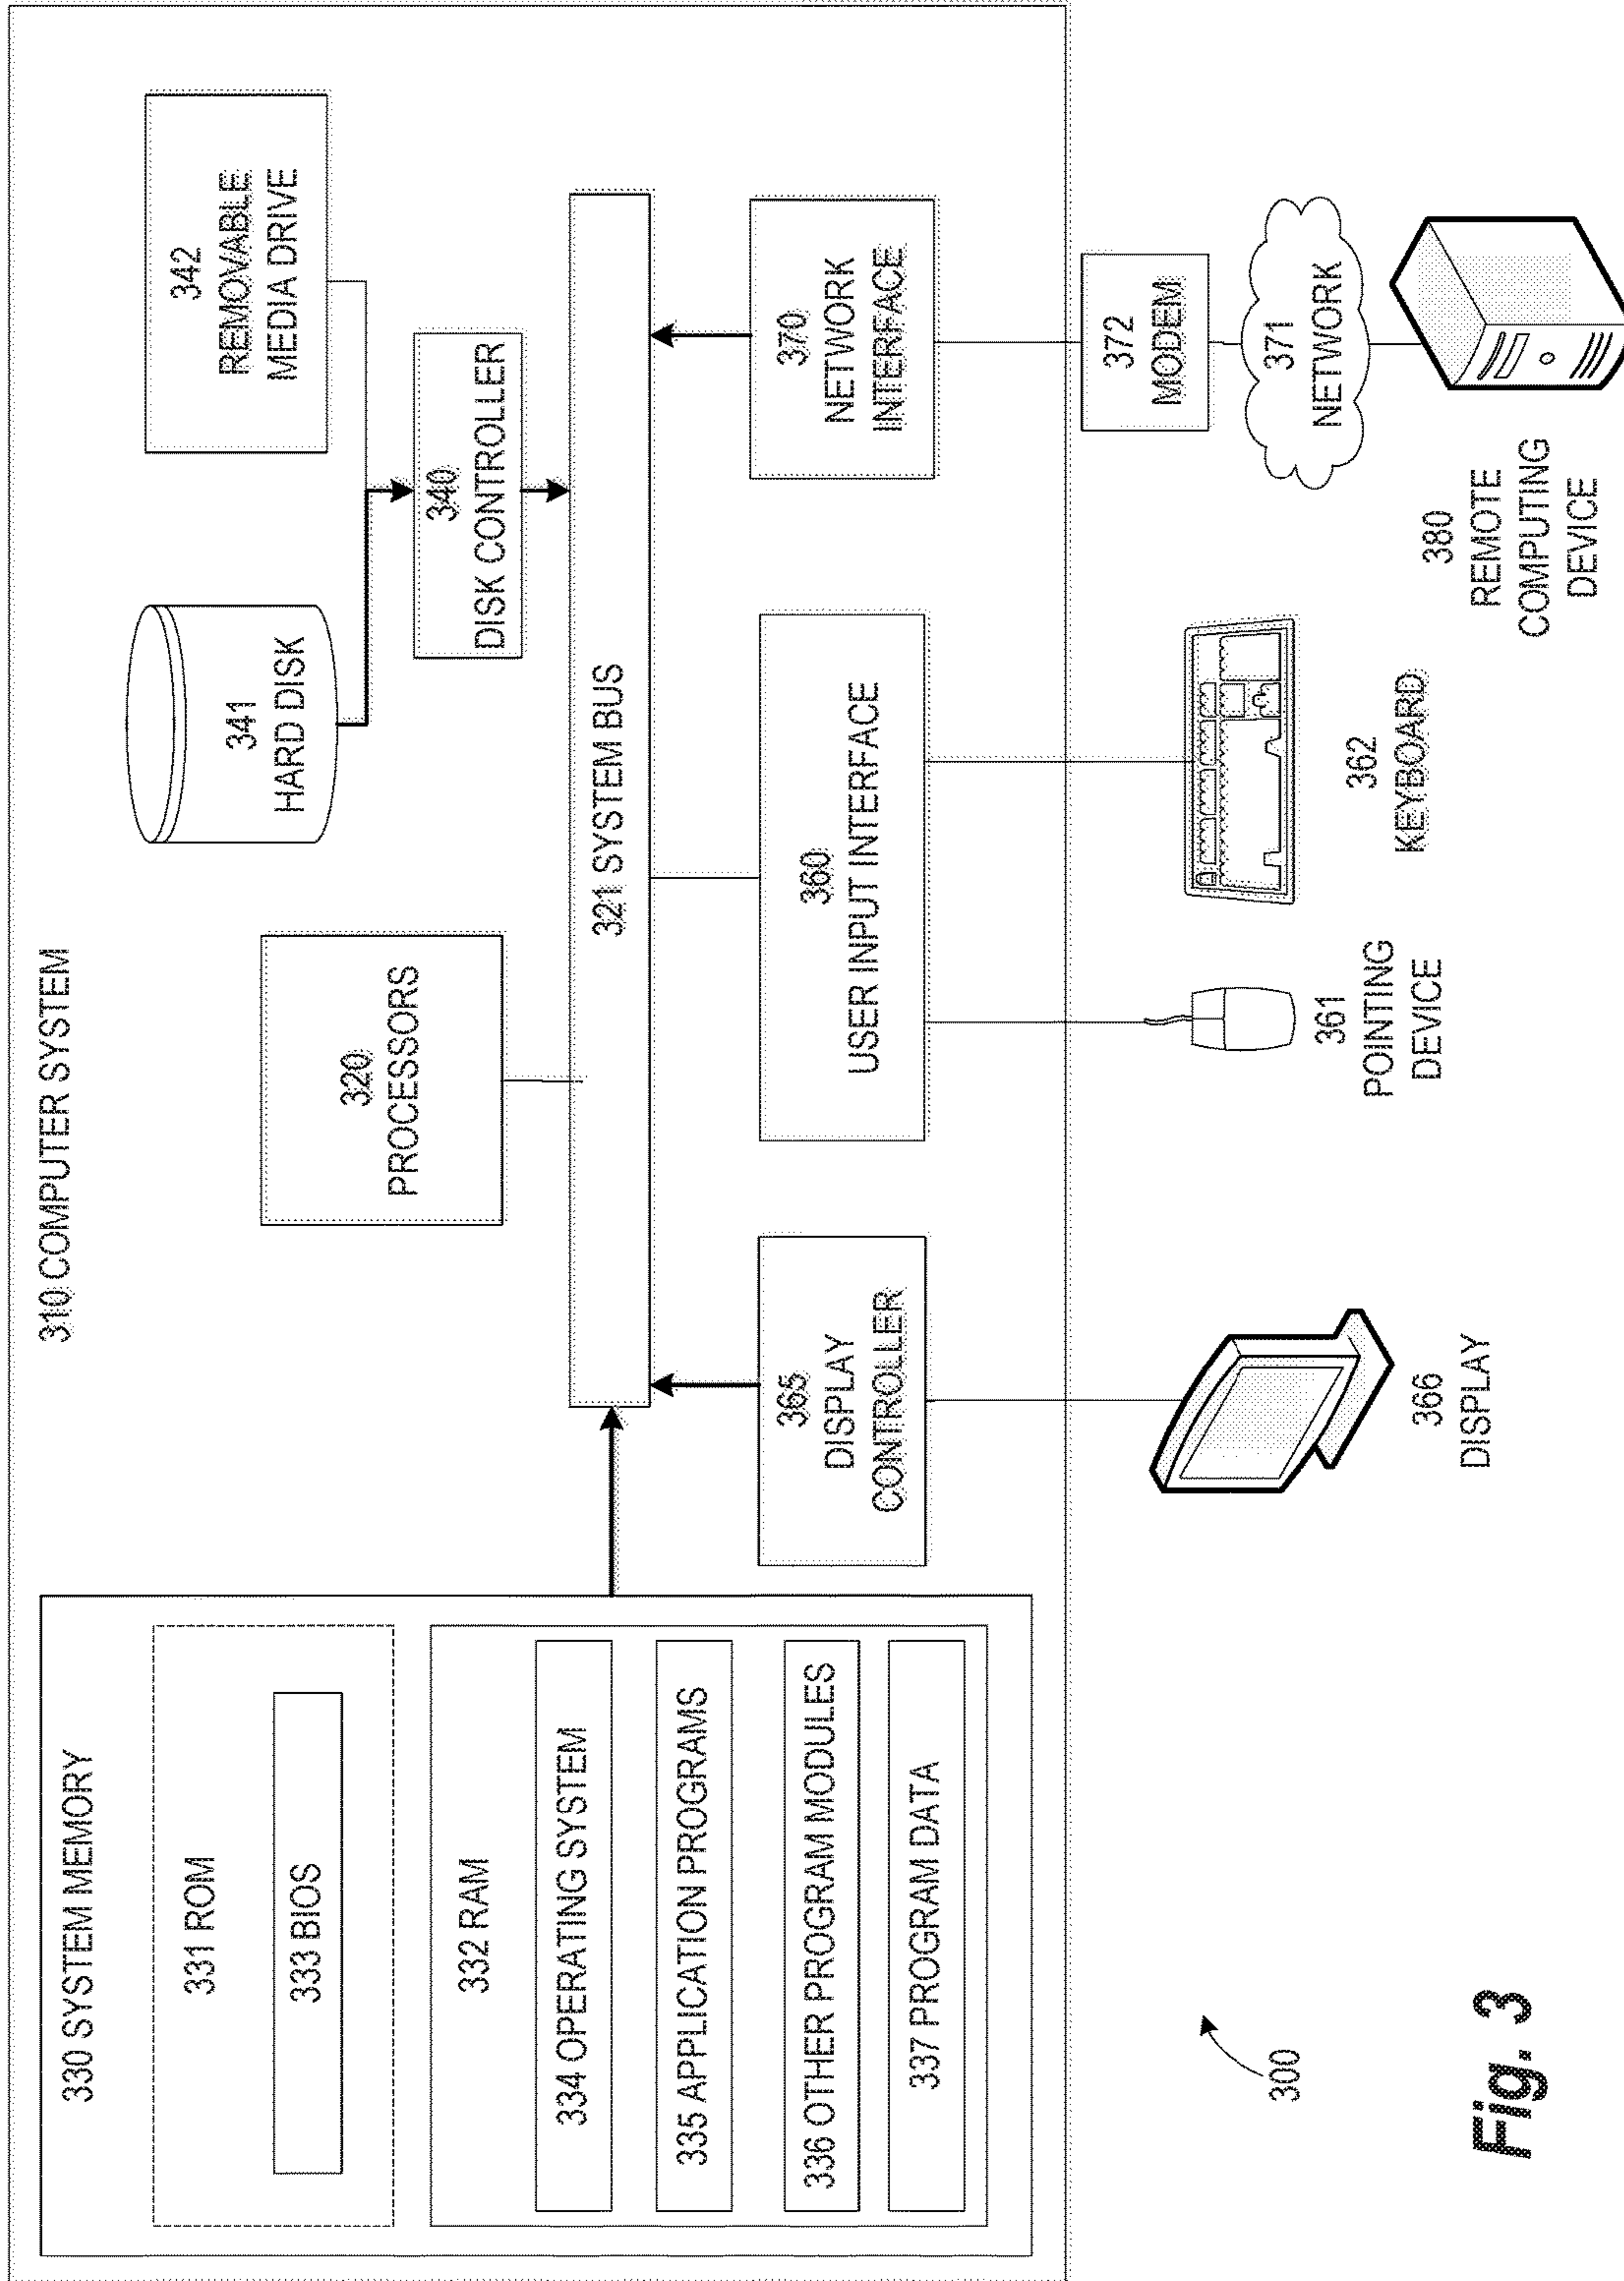 310 COMPUTER SYSTEM
330 SYSTEM MEMORY
331 ROM
333 BIOS
332 RAM
334 OPERATING SYSTEM
335 APPLICATION PROGRAMS
336 OTHER PROGRAM MODULES
337 PROGRAM DATA
320
PROCESSORS
341
HARD DISK
342
REMOVABLE
MEDIA DRIVE
340
DISK CONTROLLER
321 SYSTEM BUS
365
DISPLAY
CONTROLLER
360
USER INPUT INTERFACE
370
NETWORK
INTERFACE
372
MODEM
371
NETWORK
366
DISPLAY
361
POINTING
DEVICE
362
KEYBOARD
380
REMOTE
COMPUTING
DEVICE
300
Fig. 3